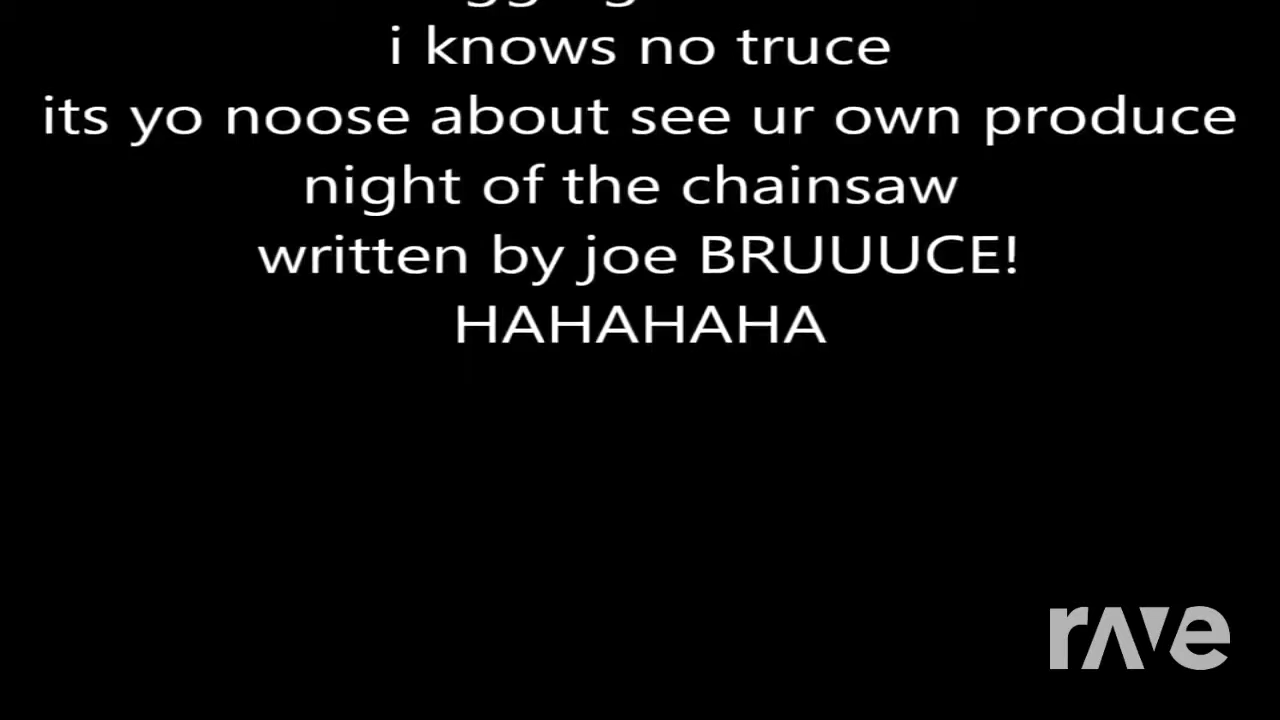 i knows no truce
its yo noose about see ur own produce
night of the chainsaw
written by joe BRUUUCE!
HAHAHAHA
rave